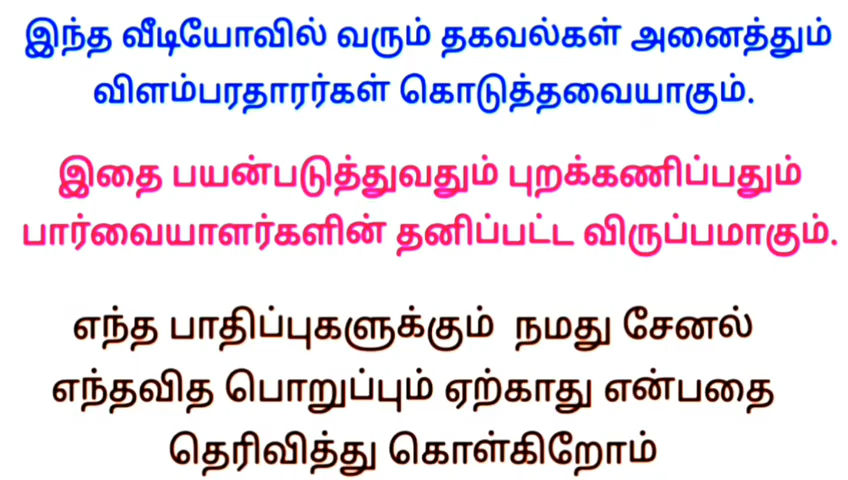 இந்த வீடியோவில் வரும் தகவல்கள் அனைத்தும்
விளம்பரதாரர்கள் கொடுத்தவையாகும்.
இதை பயன்படுத்துவதும் புறக்கணிப்பதும்
பார்வையாளர்களின் தனிப்பட்ட விருப்பமாகும்.
எந்த பாதிப்புகளுக்கும் நமது சேனல்
எந்தவித பொறுப்பும் ஏற்காது என்பதை
தெரிவித்து கொள்கிறோம்